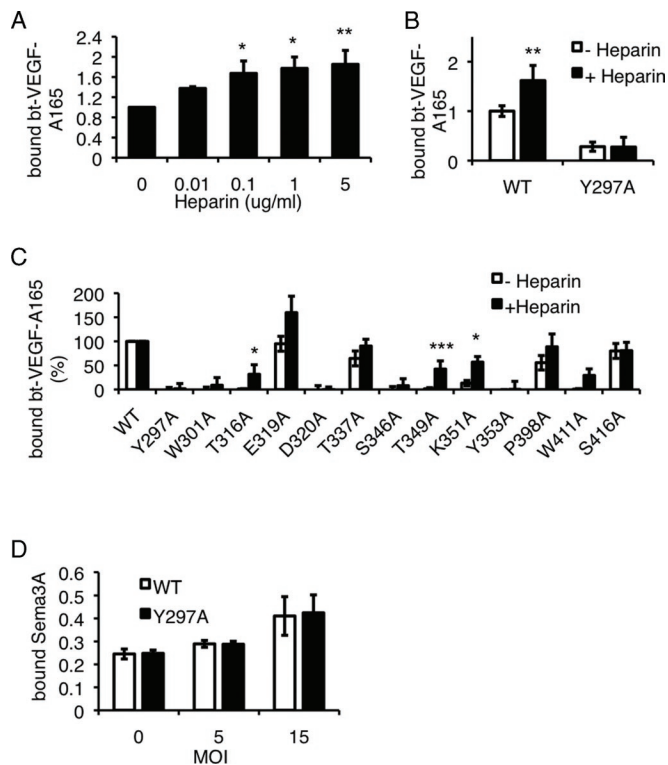 A
bound bt-VEGF-
A165
2.4
2
1.6
1.2
0.8
0.4
0
* * **
0 0.01 0.1 1 5
Heparin (ug/ml)
B
bound bt-VEGF-
A165
2
1
0
**
- Heparin
+ Heparin
WT Y297A
C
bound bt-VEGF-A165
(%)
200
150
100
50
0
- Heparin
+Heparin
* *** *
WT Y297A W301A T316A E319A D320A T337A S346A T349A K351A Y353A P398A W411A S416A
D
bound Sema3A
0.6
0.5
0.4
0.3
0.2
0.1
0
WT
Y297A
0 5 15
MOI